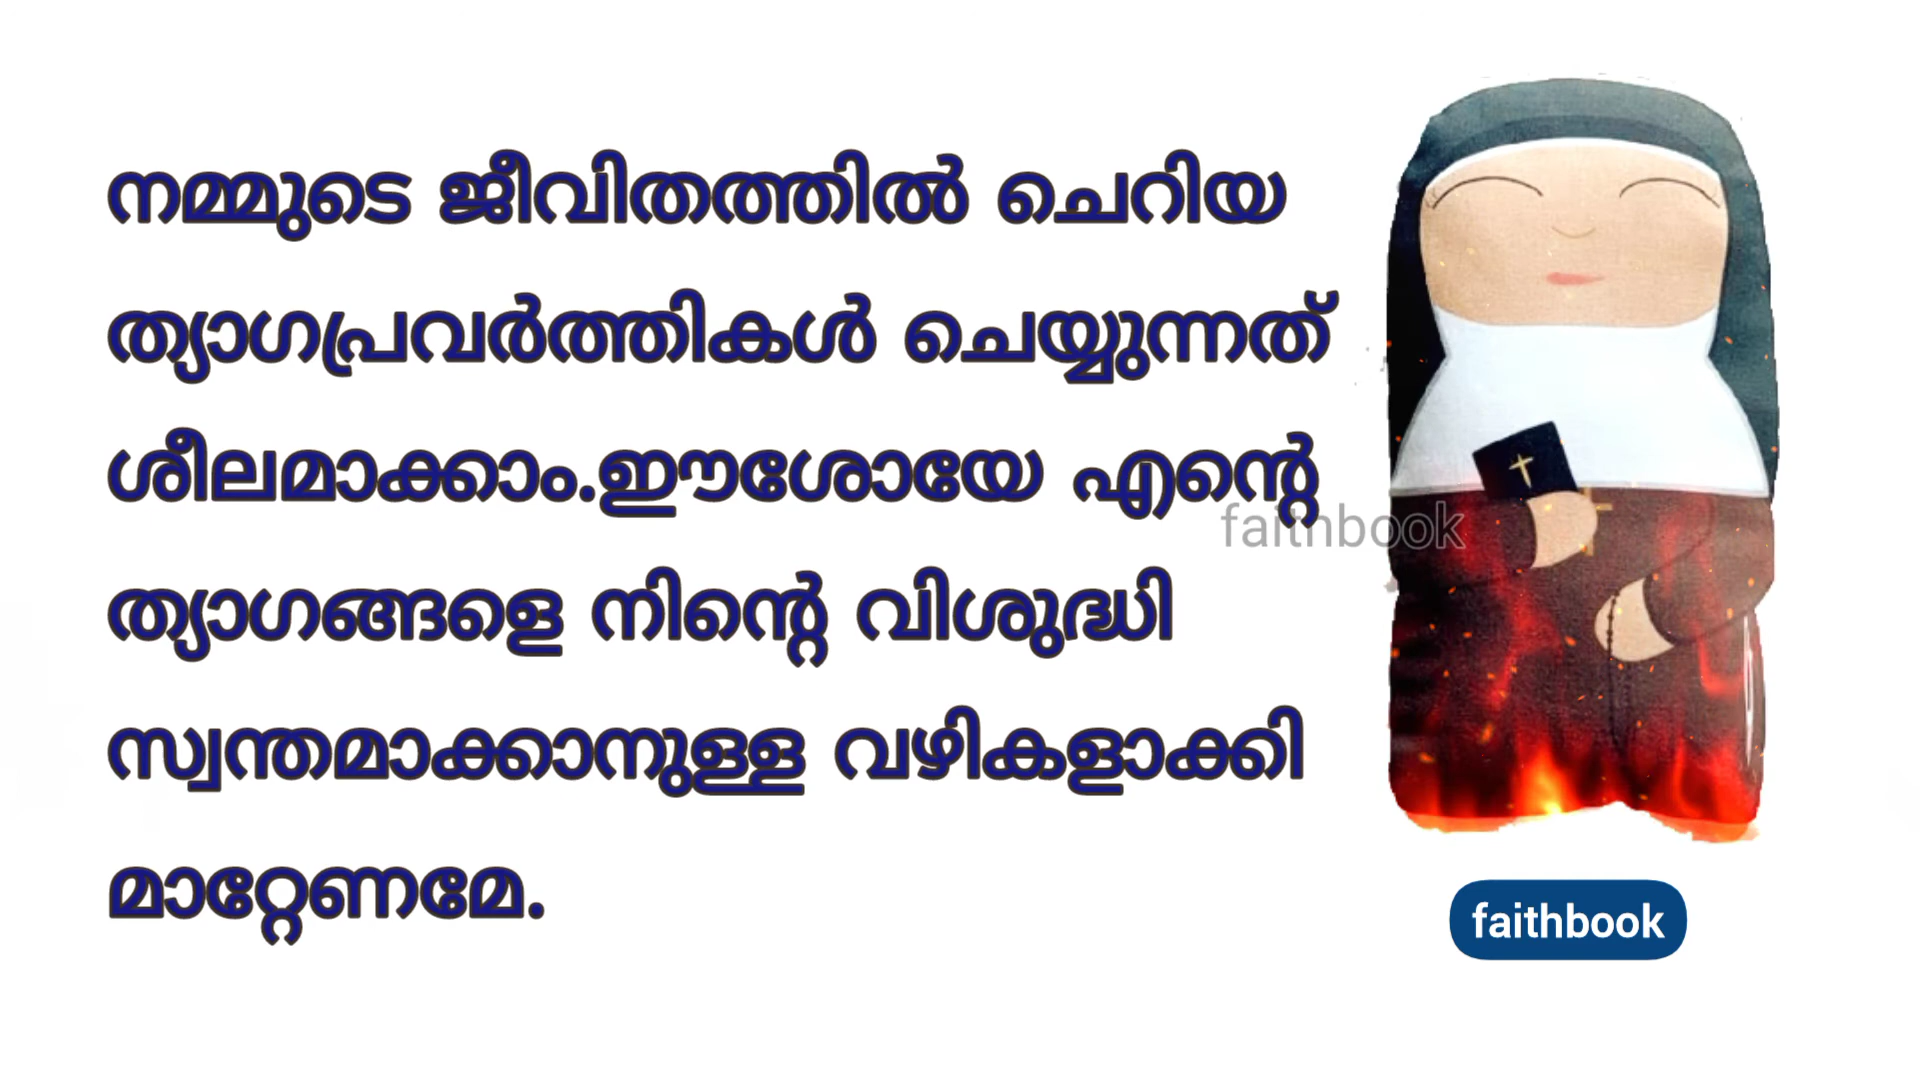 നമ്മുടെ ജീവിതത്തിൽ ചെറിയ
ത്യാഗപ്രവർത്തികൾ ചെയ്യുന്നത്
ശീലമാക്കാം.ഈശോയേ എന്റെ
faithbook
ത്യാഗങ്ങളെ നിന്റെ വിശുദ്ധി
സ്വന്തമാക്കാനുള്ള വഴികളാക്കി
മാറ്റേണമേ.
faithbook